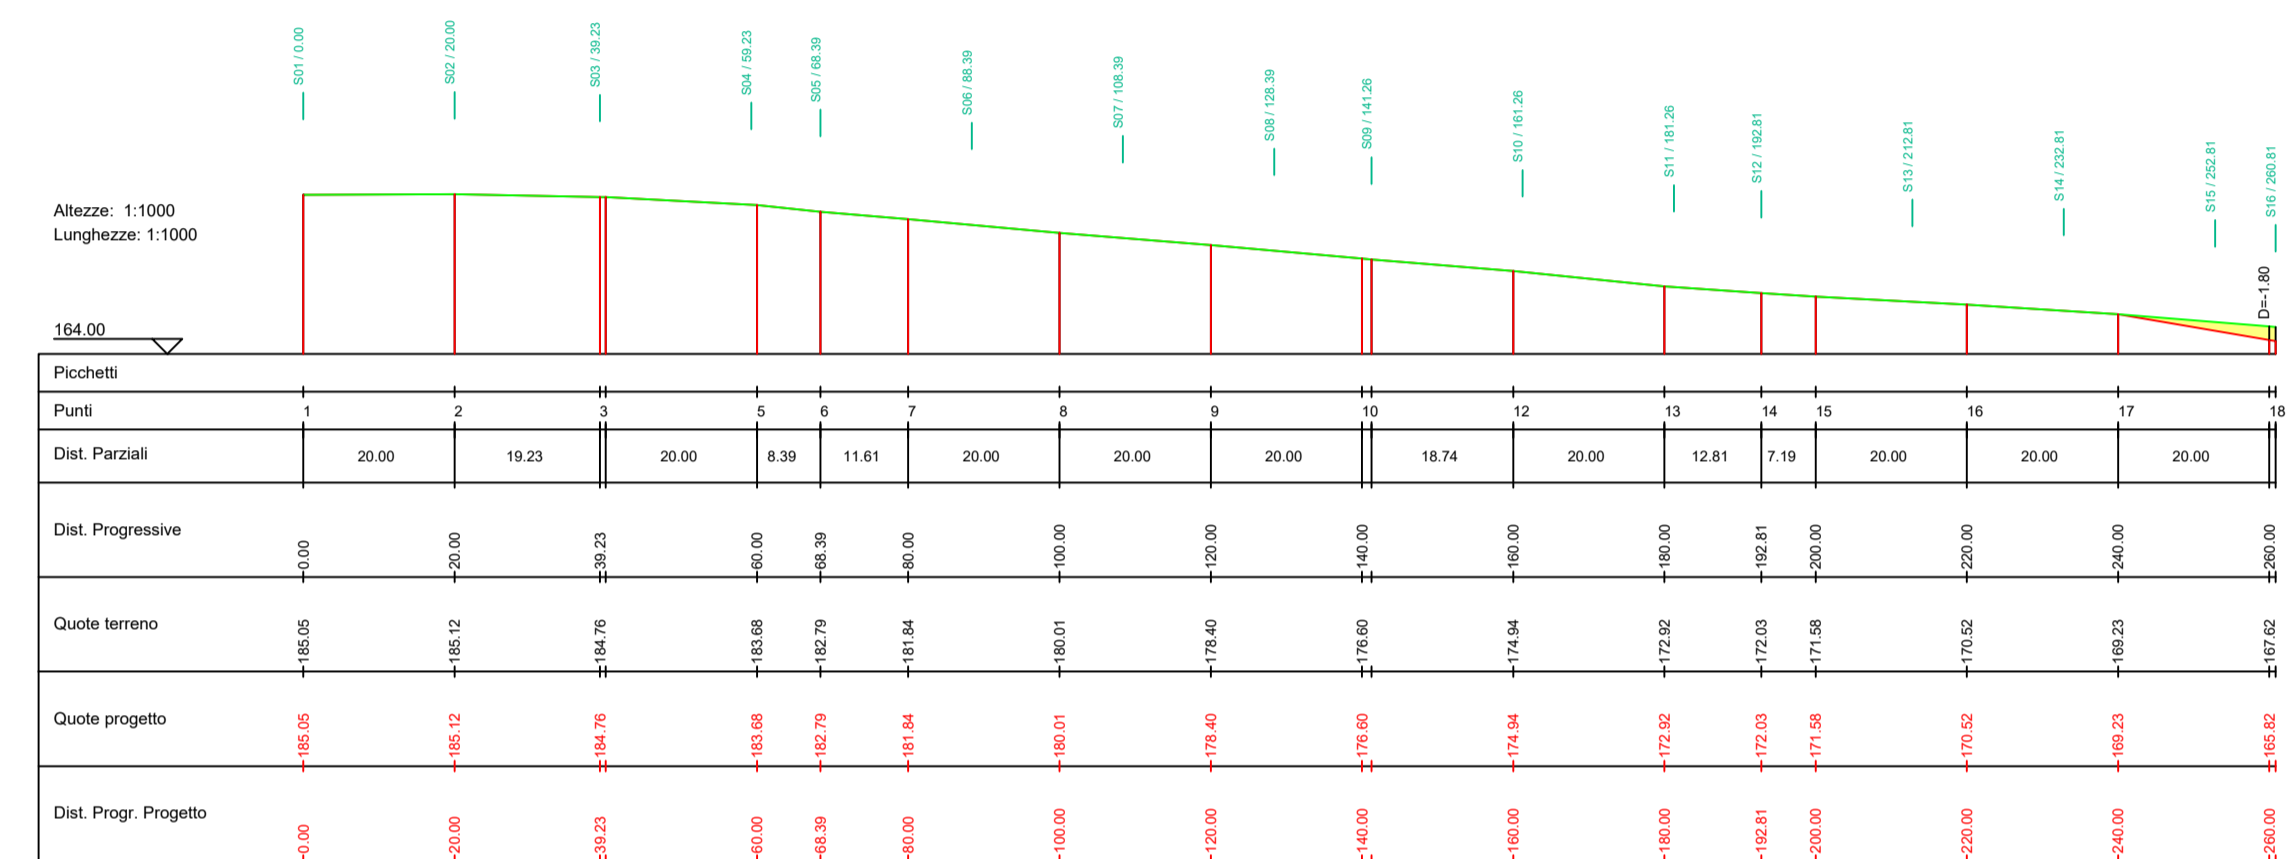 S01 / 0.00
S02 / 20.00
S03 / 39.23
S04 / 59.23
S05 / 68.39
S06 / 88.39
S07 / 108.39
S08 / 128.39
S09 / 141.26
S10 / 161.26
S11 / 181.26
S12 / 192.81
S13 / 212.81
S14 / 232.81
S15 / 252.81
S16 / 260.81
Altezze: 1:1000
Lunghezze: 1:1000
D=-1.80
164.00
Picchetti
Punti 1 2 3 5 6 7 8 9 10 12 13 14 15 16 17 18
Dist. Parziali 20.00 19.23 20.00 8.39 11.61 20.00 20.00 20.00 18.74 20.00 12.81 7.19 20.00 20.00 20.00
Dist. Progressive 0.00 20.00 39.23 60.00 68.39 80.00 100.00 120.00 140.00 160.00 180.00 192.81 200.00 220.00 240.00 260.00
Quote terreno 185.05 185.12 184.76 183.68 182.79 181.84 180.01 178.40 176.60 174.94 172.92 172.03 171.58 170.52 169.23 167.62
Quote progetto 185.05 185.12 184.76 183.68 182.79 181.84 180.01 178.40 176.60 174.94 172.92 172.03 171.58 170.52 169.23 165.82
Dist. Progr. Progetto 0.00 20.00 39.23 60.00 68.39 80.00 100.00 120.00 140.00 160.00 180.00 192.81 200.00 220.00 240.00 260.00